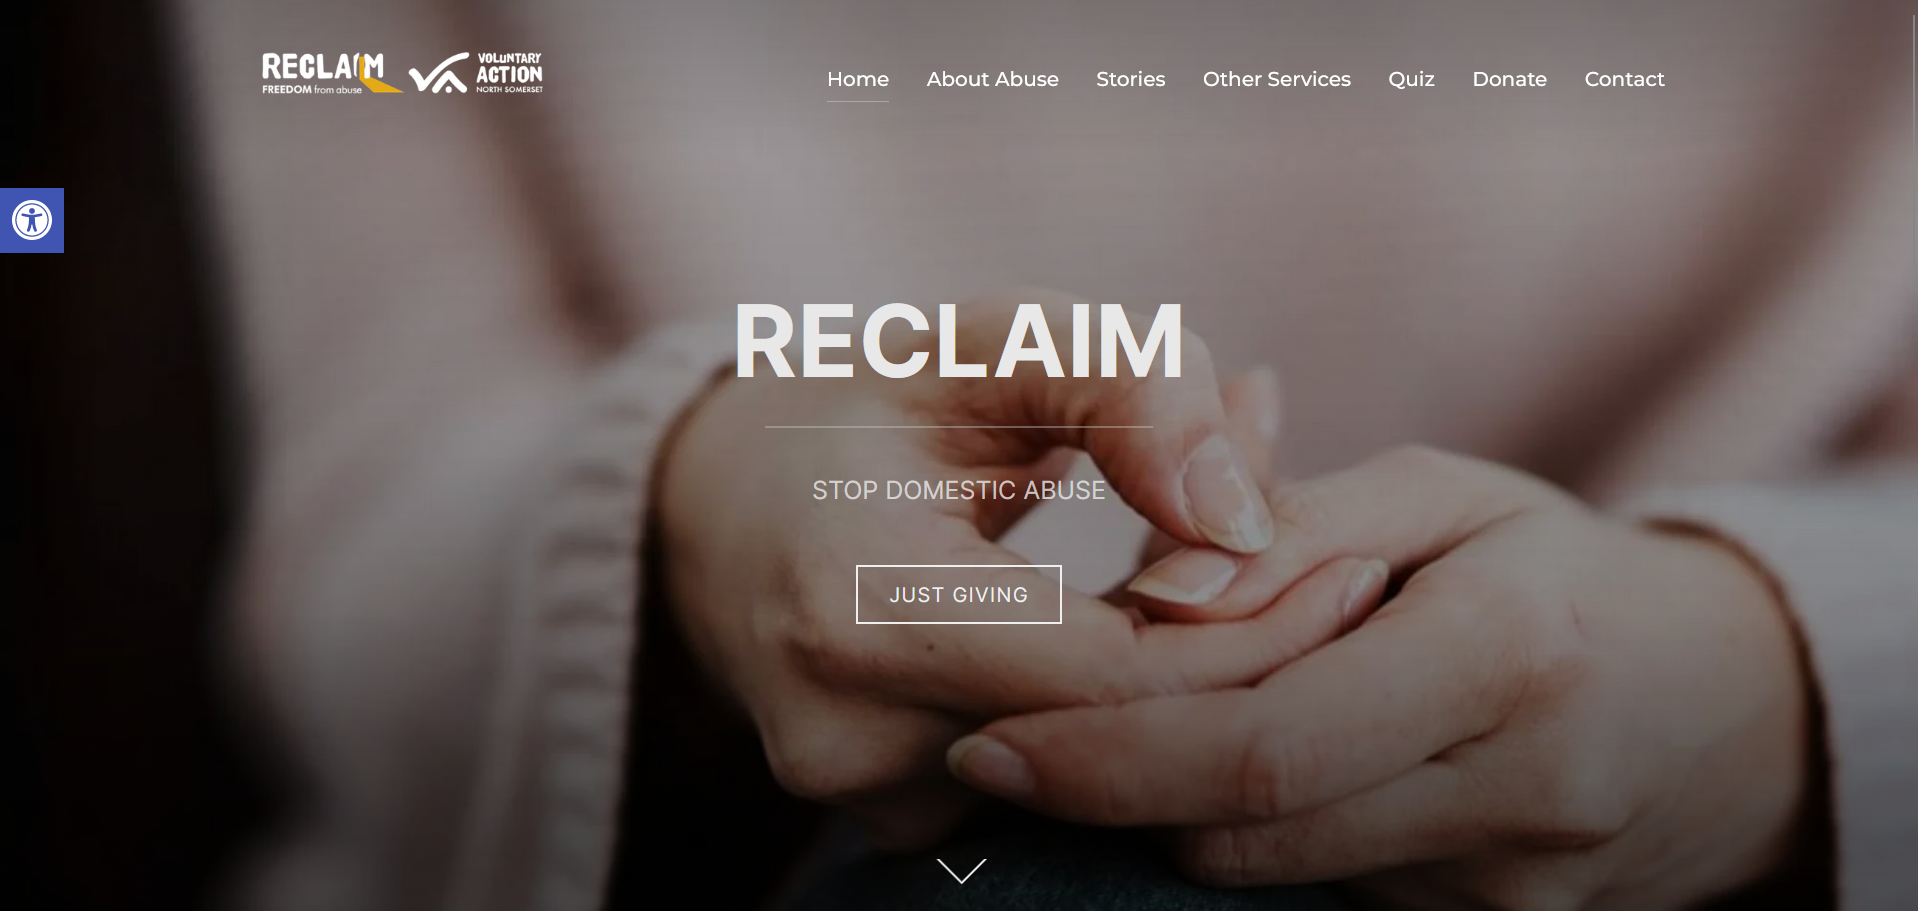 RECLAIM
FREEDOM from abuse
VOLUNTARY
ACTION
NORTH SOMERSET
Home
About Abuse
Stories
Other Services
Quiz
Donate
Contact
RECLAIM
STOP DOMESTIC ABUSE
JUST GIVING